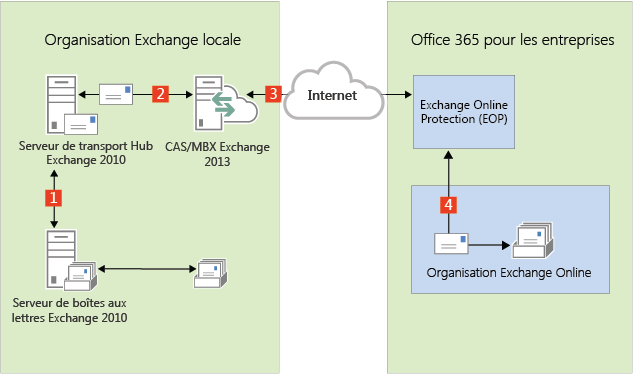 Organisation Exchange locale
Office 365 pour les entreprises
2
3
Internet
Exchange Online
Protection (EOP)
Serveur de transport Hub
Exchange 2010
CAS/MBX Exchange
2013
1
4
Organisation Exchange Online
Serveur de boîtes aux
lettres Exchange 2010